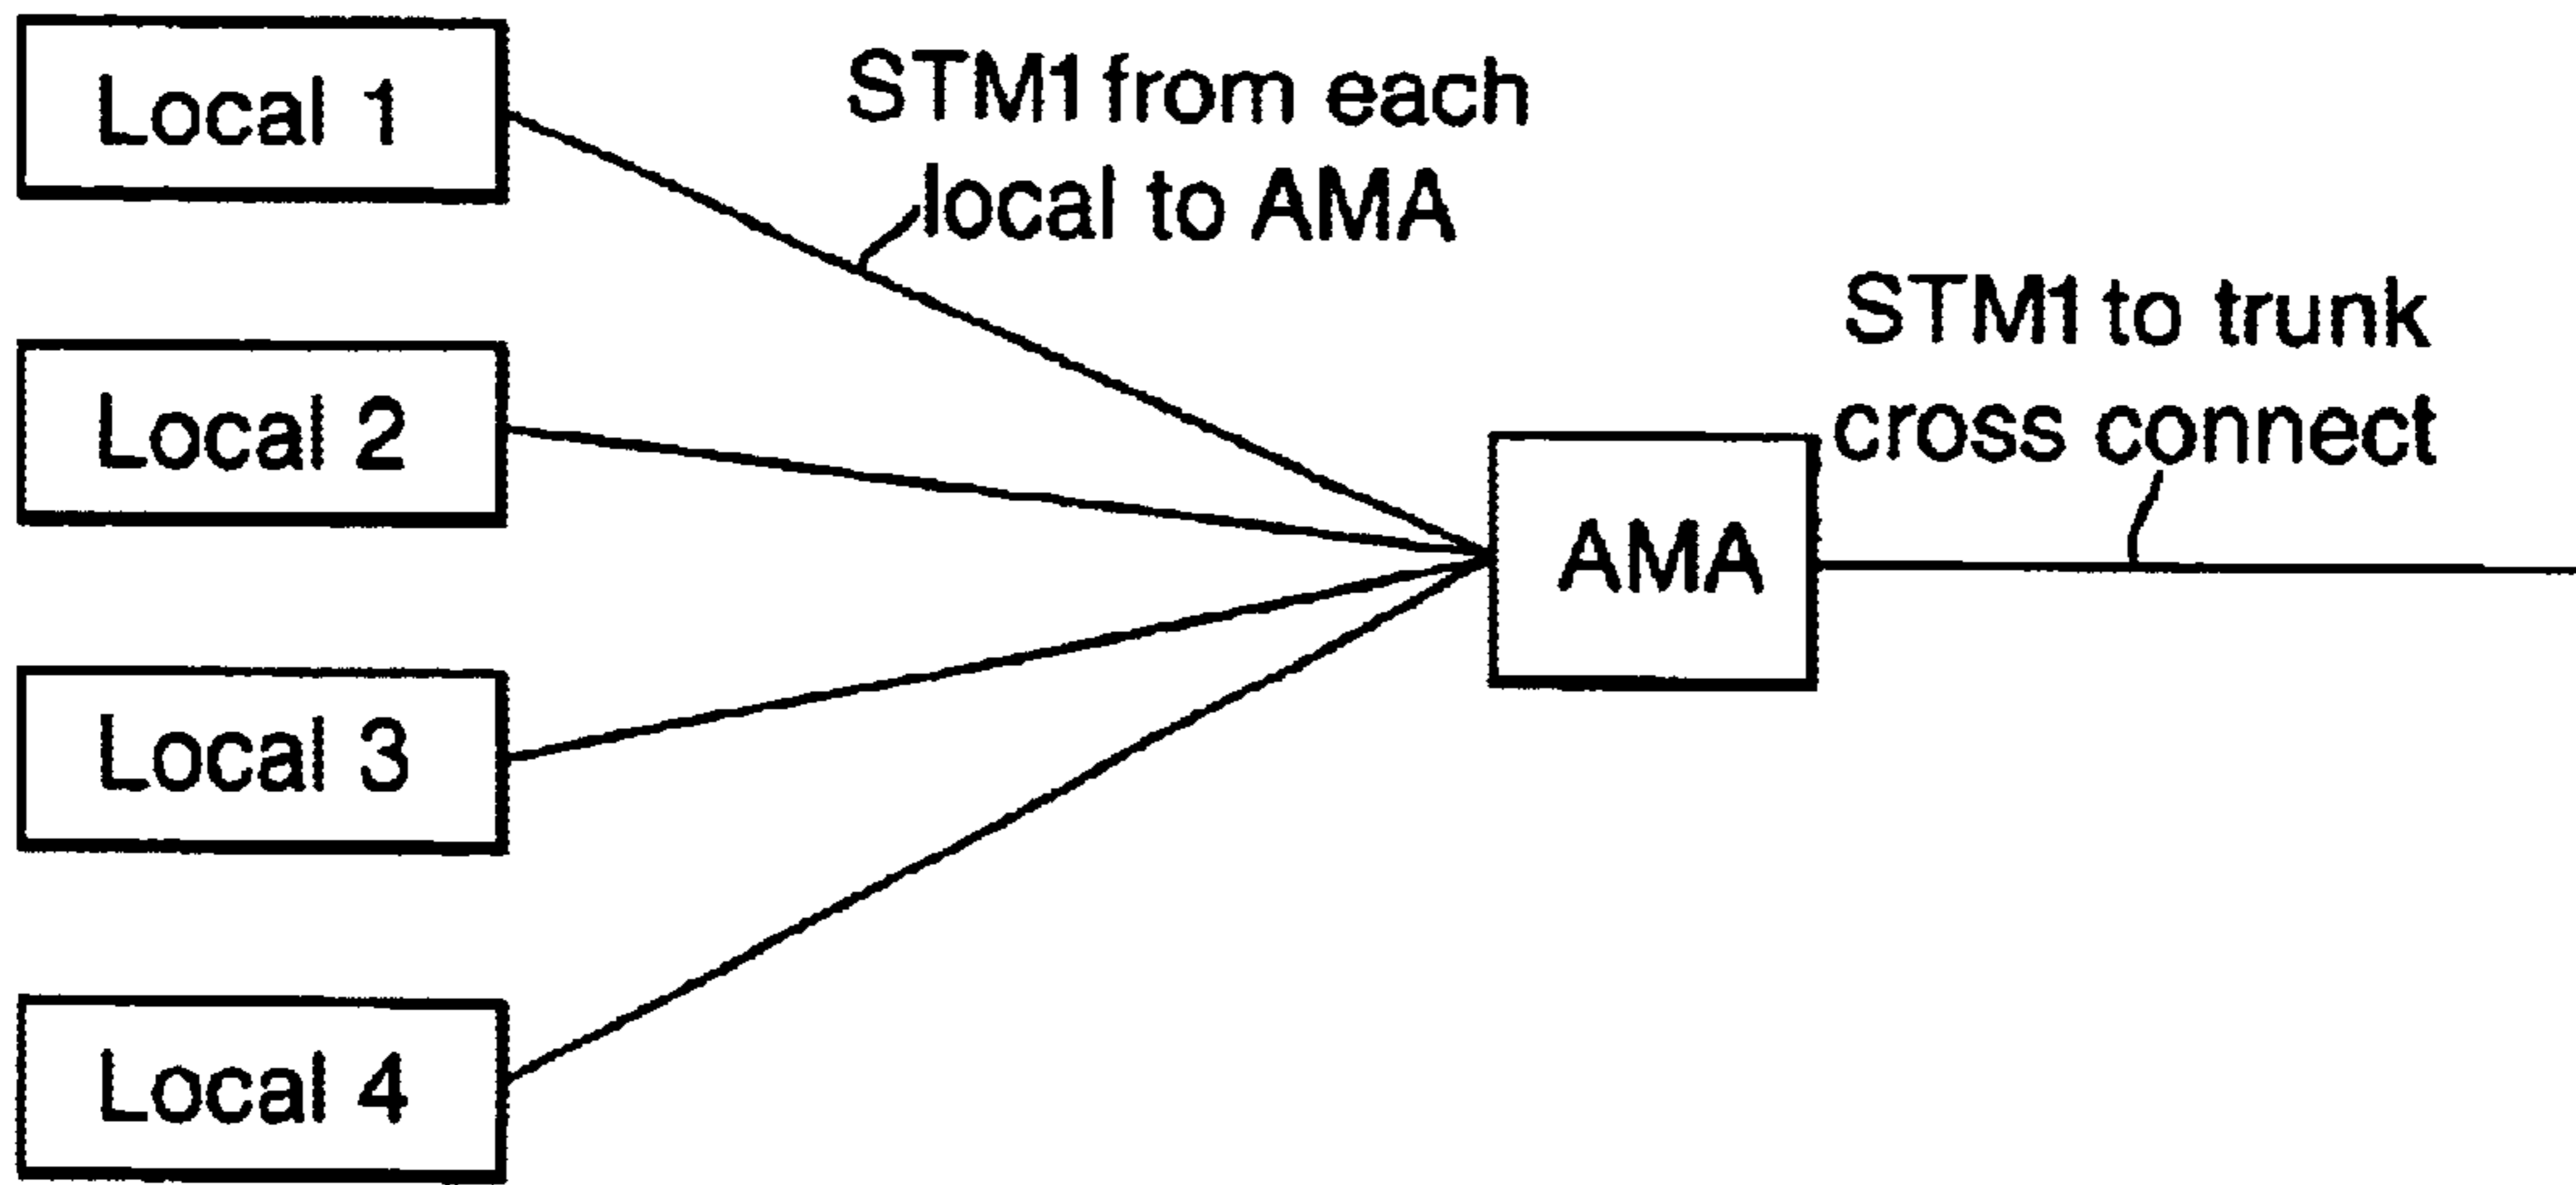 Local 1
STM1 from each
local to AMA
Local 2
STM1 to trunk
cross connect
AMA
Local 3
Local 4